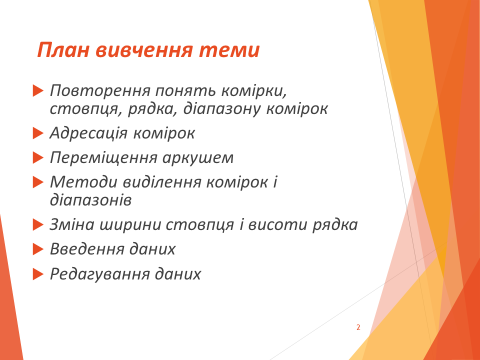 План вивчення теми
Повторення понять комірки,
стовпця, рядка, діапазону комірок
Адресація комірок
Переміщення аркушем
Методи виділення комірок і
діапазонів
Зміна ширини стовпця і висоти рядка
Введення даних
Редагування даних
2